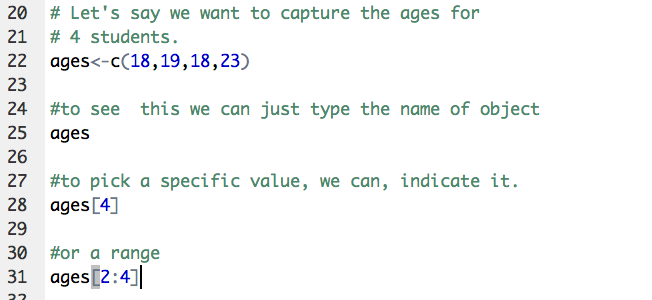 20 # Let's say we want to capture the ages for
21 # 4 students.
22 ages<-c(18,19,18,23)
23
24 #to see  this we can just type the name of object
25 ages
26
27 #to pick a specific value, we can, indicate it.
28 ages[4]
29
30 #or a range
31 ages[2:4]